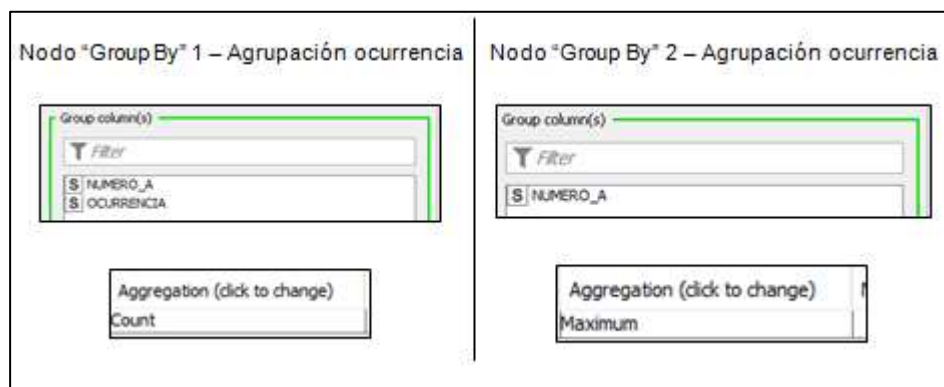 Nodo “Group By” 1 – Agrupación ocurrencia
Group column(s)
Filter
S NUMERO_A
S OCURRENCIA
Aggregation (click to change)
Count
Nodo “Group By” 2 – Agrupación ocurrencia
Group column(s)
Filter
S NUMERO_A
Aggregation (click to change)
Maximum